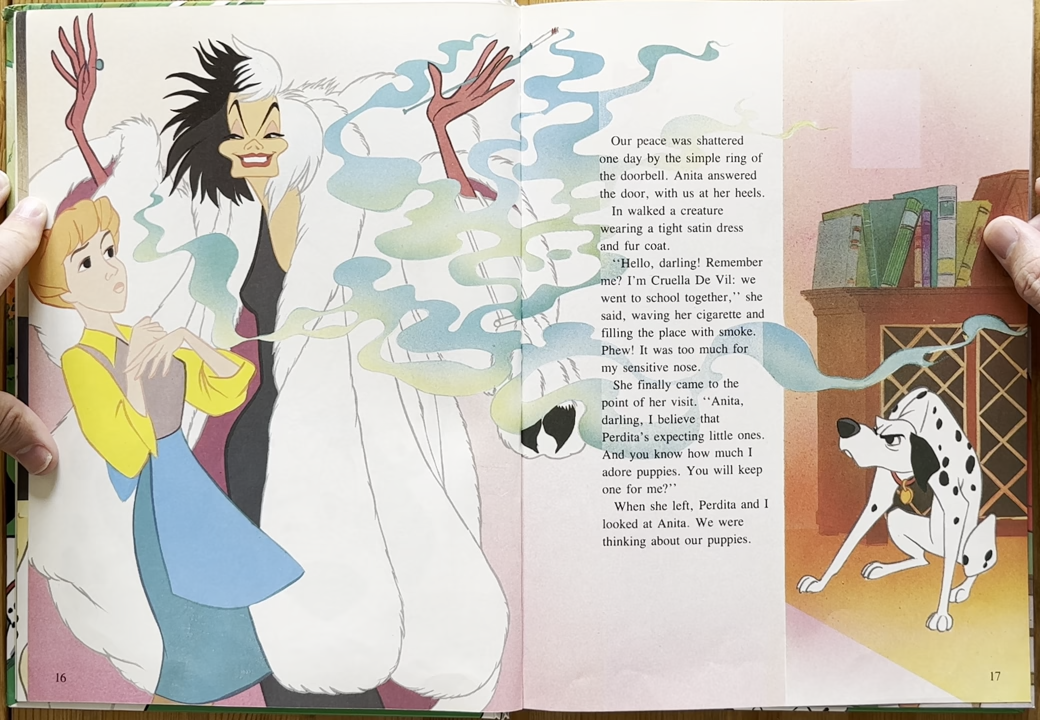 Our peace was shattered
one day by the simple ring of
the doorbell. Anita answered
the door, with us at her heels.
In walked a creature
wearing a tight satin dress
and fur coat.
‘‘Hello, darling! Remember
me? I'm Cruella De Vil: we
went to school together,’’ she
said, waving her cigarette and
filling the place with smoke.
Phew! It was too much for
my sensitive nose.
She finally came to the
point of her visit. ‘‘Anita,
darling, I believe that
Perdita's expecting little ones.
And you know how much I
adore puppies. You will keep
one for me?’’
When she left, Perdita and I
looked at Anita. We were
thinking about our puppies.
16
17